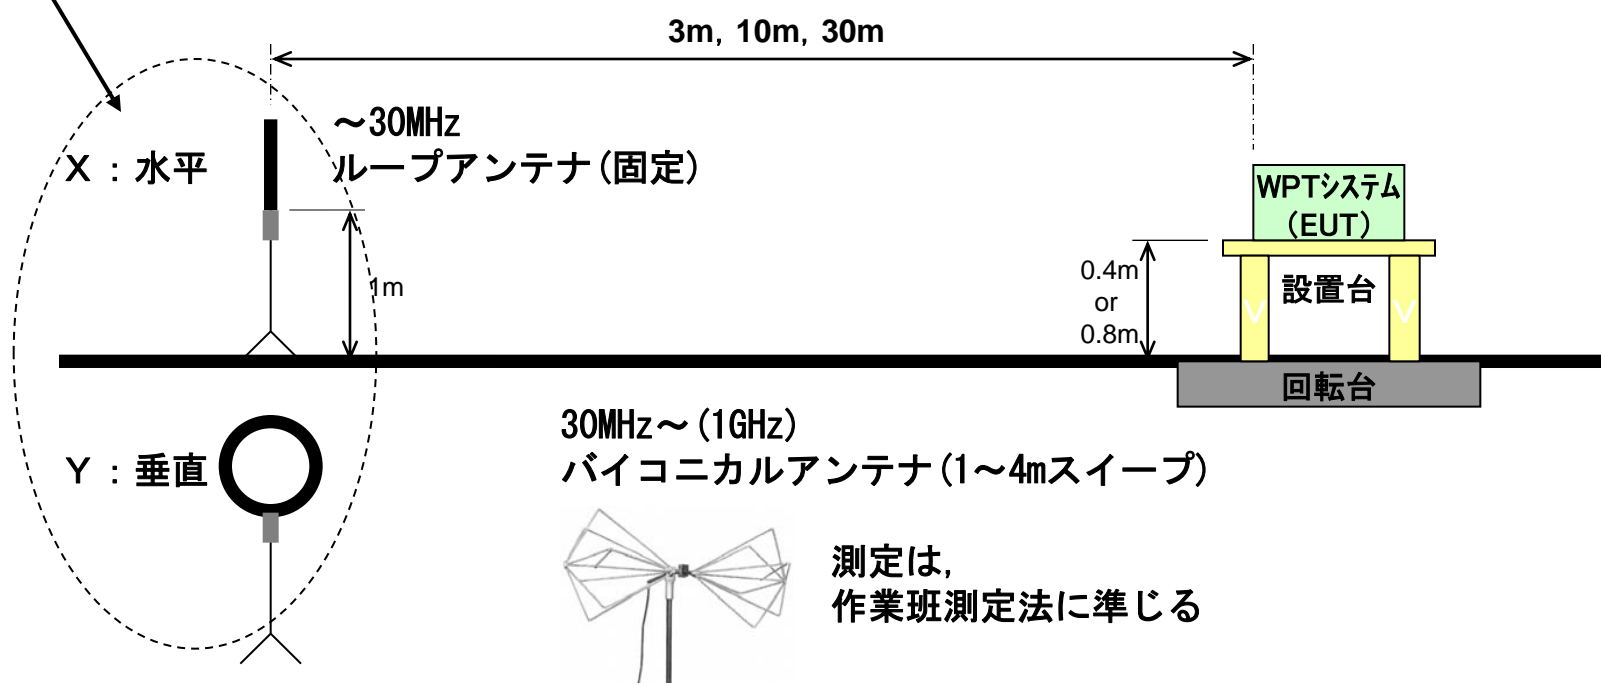 3m, 10m, 30m
～30MHz
ループアンテナ(固定)
X：水平
1m
WPTシステム
(EUT)
0.4m
or
0.8m
設置台
回転台
30MHz～(1GHz)
バイコニカルアンテナ(1～4mスイープ)
Y：垂直
測定は,
作業班測定法に準じる